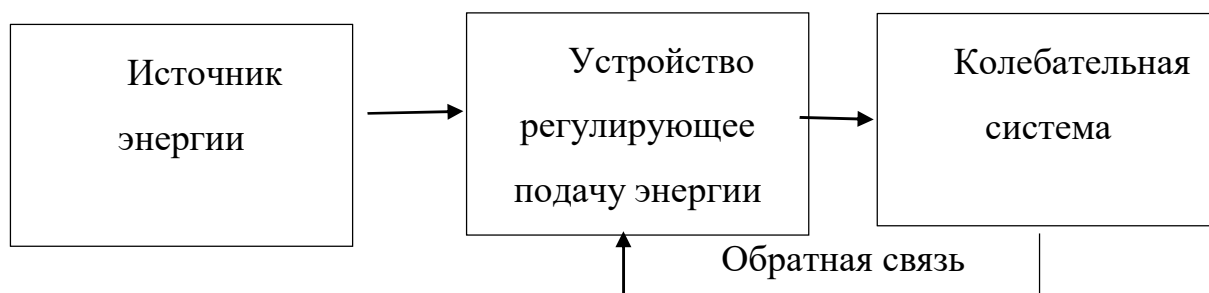 Источник
энергии
Устройство
регулирующее
подачу энергии
Колебательная
система
Обратная связь